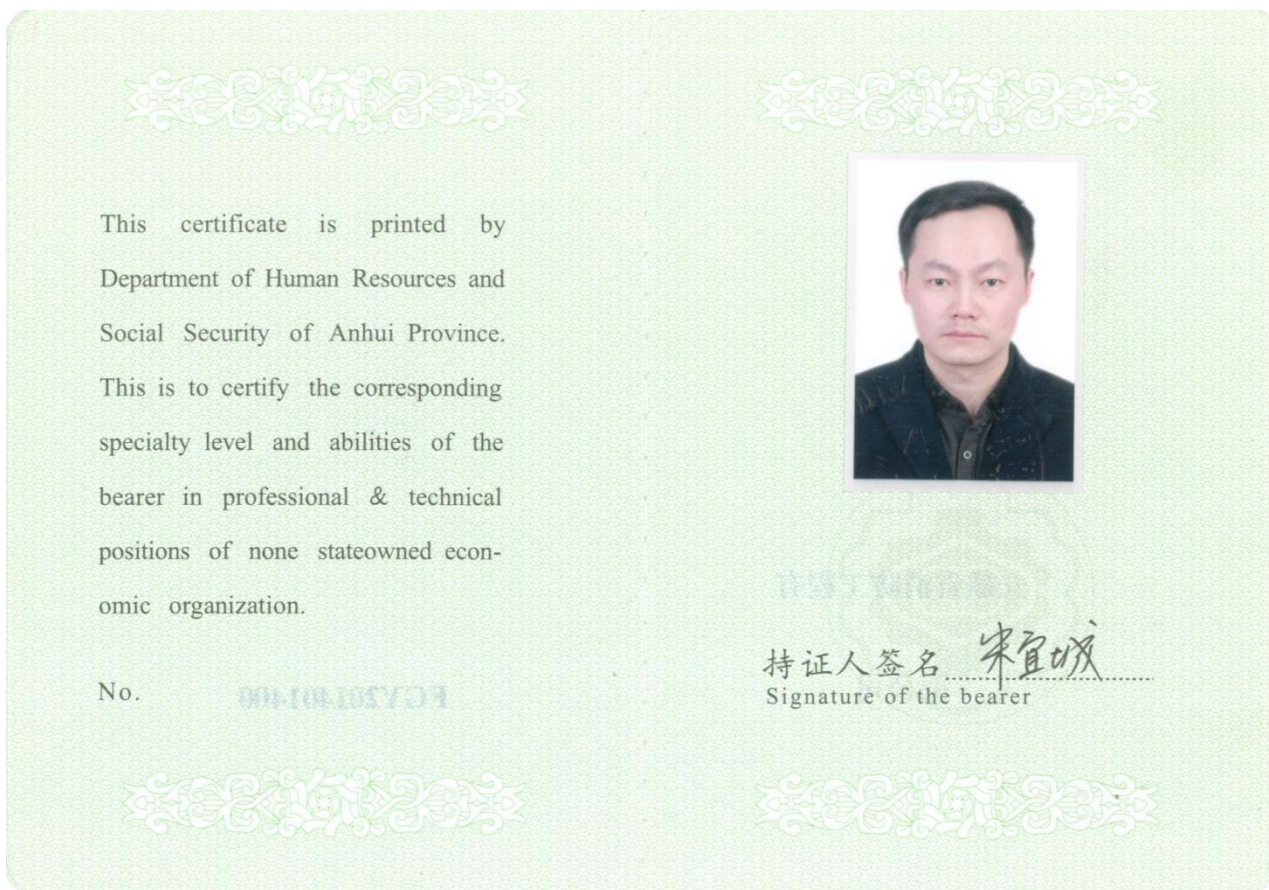 This certificate is printed by
Department of Human Resources and
Social Security of Anhui Province.
This is to certify the corresponding
specialty level and abilities of the
bearer in professional & technical
positions of none stateowned econ-
omic organization.
No.
持证人签名 宜城
Signature of the bearer